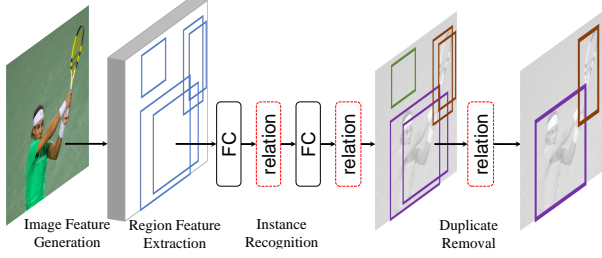 FC
relation
FC
relation
relation
Image Feature
Generation
Region Feature
Extraction
Instance
Recognition
Duplicate
Removal